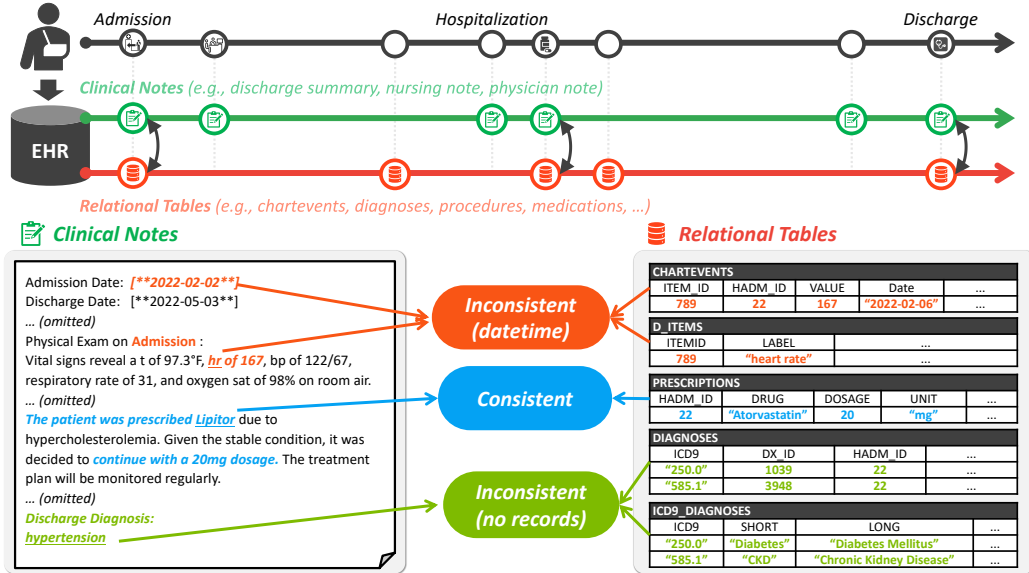 Admission
Hospitalization
Discharge
Clinical Notes (e.g., discharge summary, nursing note, physician note)
EHR
Relational Tables (e.g., chartevents, diagnoses, procedures, medications, …)
Clinical Notes
Admission Date: [**2022-02-02**]
Discharge Date: [**2022-05-03**]
… (omitted)
Physical Exam on Admission :
Vital signs reveal a t of 97.3°F, hr of 167, bp of 122/67,
respiratory rate of 31, and oxygen sat of 98% on room air.
… (omitted)
The patient was prescribed Lipitor due to
hypercholesterolemia. Given the stable condition, it was
decided to continue with a 20mg dosage. The treatment
plan will be monitored regularly.
… (omitted)
Discharge Diagnosis:
hypertension
Inconsistent
(datetime)
Consistent
Inconsistent
(no records)
Relational Tables
CHARTEVENTS
ITEM_ID HADM_ID VALUE Date …
789 22 167 "2022-02-06" …
D_ITEMS
ITEMID LABEL …
789 "heart rate" …
PRESCRIPTIONS
HADM_ID DRUG DOSAGE UNIT …
22 "Atorvastatin" 20 "mg" …
DIAGNOSES
ICD9 DX_ID HADM_ID …
"250.0" 1039 22 …
"585.1" 3948 22 …
ICD9_DIAGNOSES
ICD9 SHORT LONG …
"250.0" "Diabetes" "Diabetes Mellitus" …
"585.1" "CKD" "Chronic Kidney Disease" …